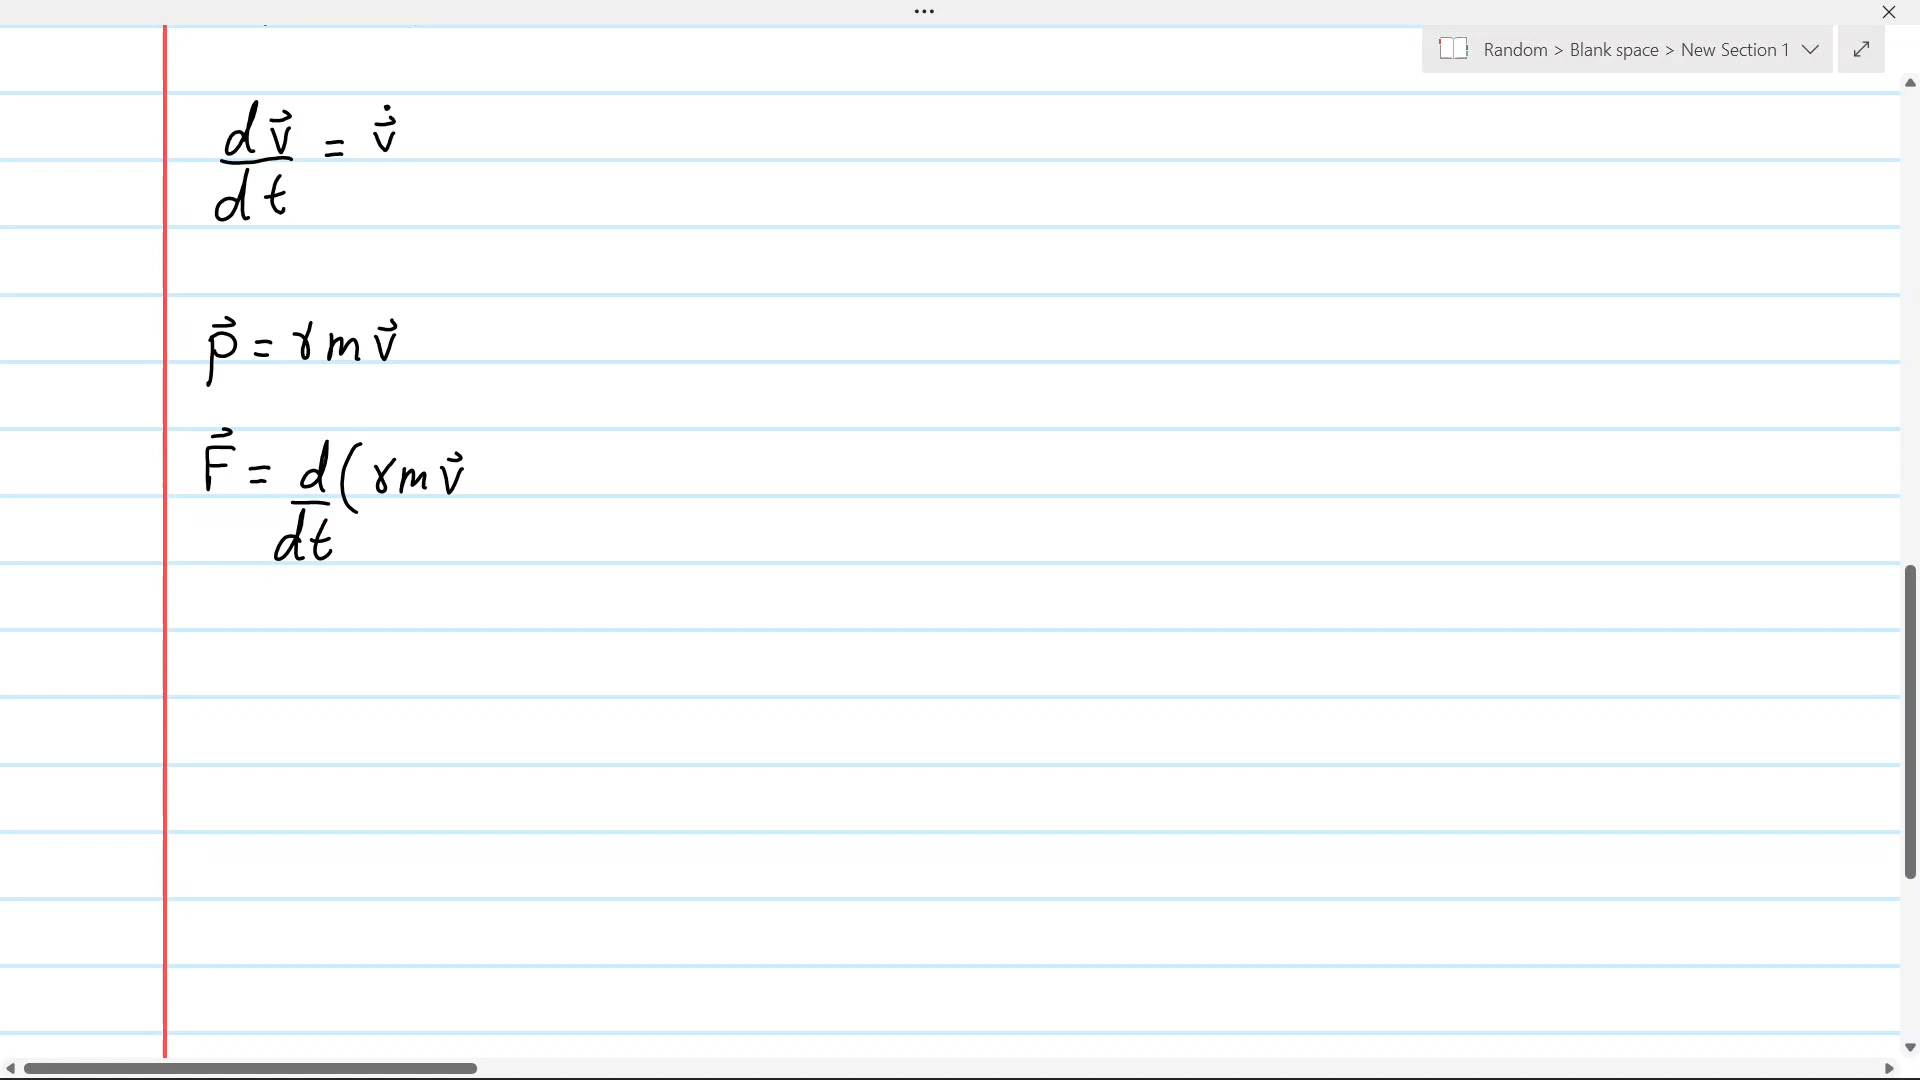 ...
Random > Blank space > New Section 1
dv⃗/dt = v⃗̇
p⃗ = γmv⃗
F⃗ = d/dt(γmv⃗